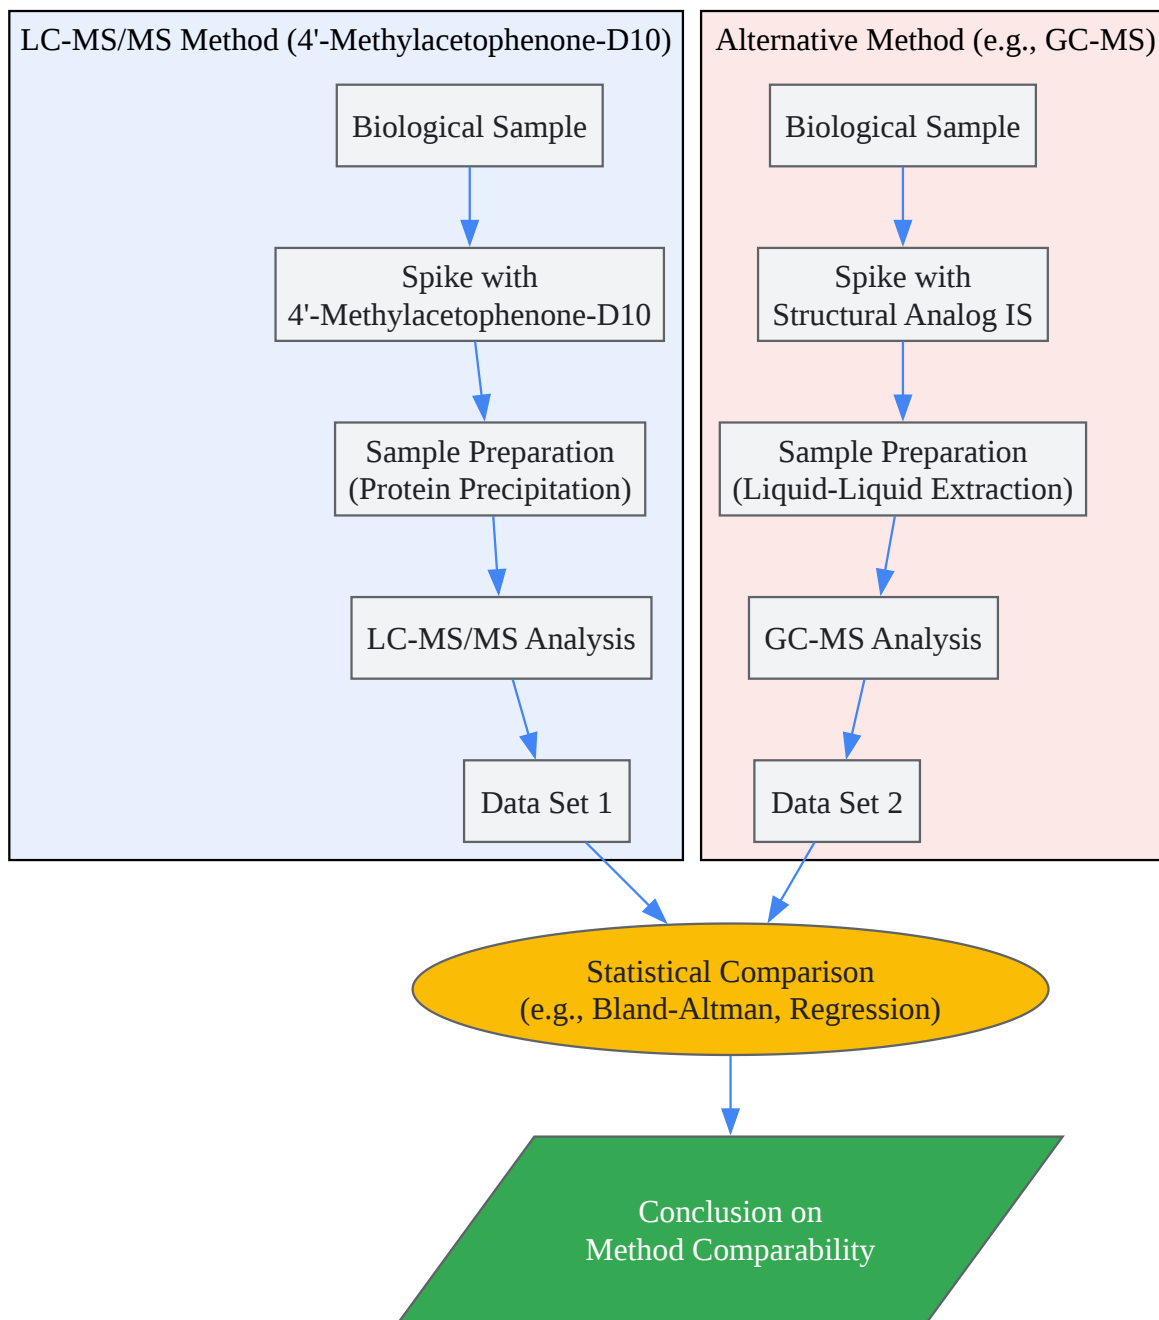 LC-MS/MS Method (4'-Methylacetophenone-D10)
Biological Sample
Spike with
4'-Methylacetophenone-D10
Sample Preparation
(Protein Precipitation)
LC-MS/MS Analysis
Data Set 1
Alternative Method (e.g., GC-MS)
Biological Sample
Spike with
Structural Analog IS
Sample Preparation
(Liquid-Liquid Extraction)
GC-MS Analysis
Data Set 2
Statistical Comparison
(e.g., Bland-Altman, Regression)
Conclusion on
Method Comparability